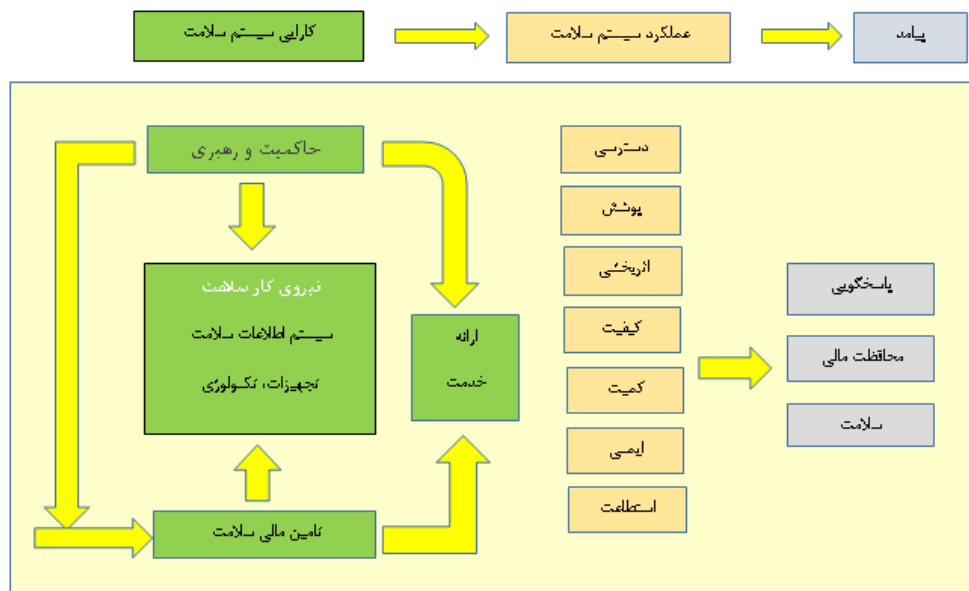 کارایی سیستم سلامت
عملکرد سیستم سلامت
پیامد
حاکمیت و رهبری
نیروی کار سلامت
سیستم اطلاعات سلامت
تجهیزات، تکنولوژی
تامین مالی سلامت
ارائه
خدمت
دسترسی
پوشش
اثربخشی
کیفیت
کمیت
ایمنی
استطاعت
پاسخگویی
محافظت مالی
سلامت